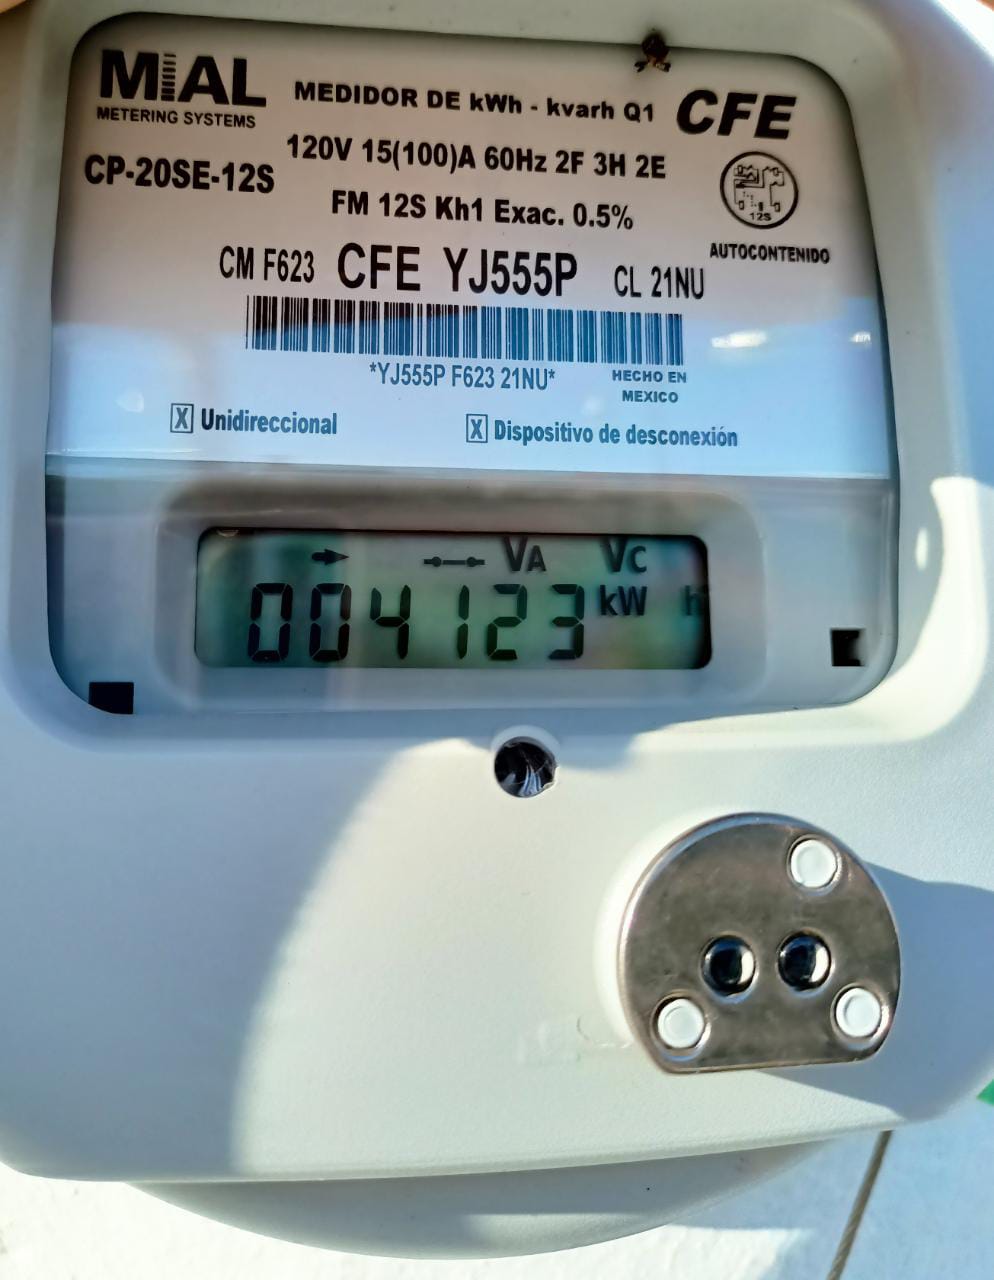 MIAL
METERING SYSTEMS
MEDIDOR DE kWh - kvarh Q1
CFE
CP-20SE-12S
120V 15(100)A 60Hz 2F 3H 2E
FM 12S Kh1 Exac. 0.5%
12S
AUTOCONTENIDO
CM F623 CFE YJ555P CL 21NU
*YJ555P F623 21NU*
HECHO EN
MEXICO
X Unidireccional
X Dispositivo de desconexión
VA VC
004123 kW h